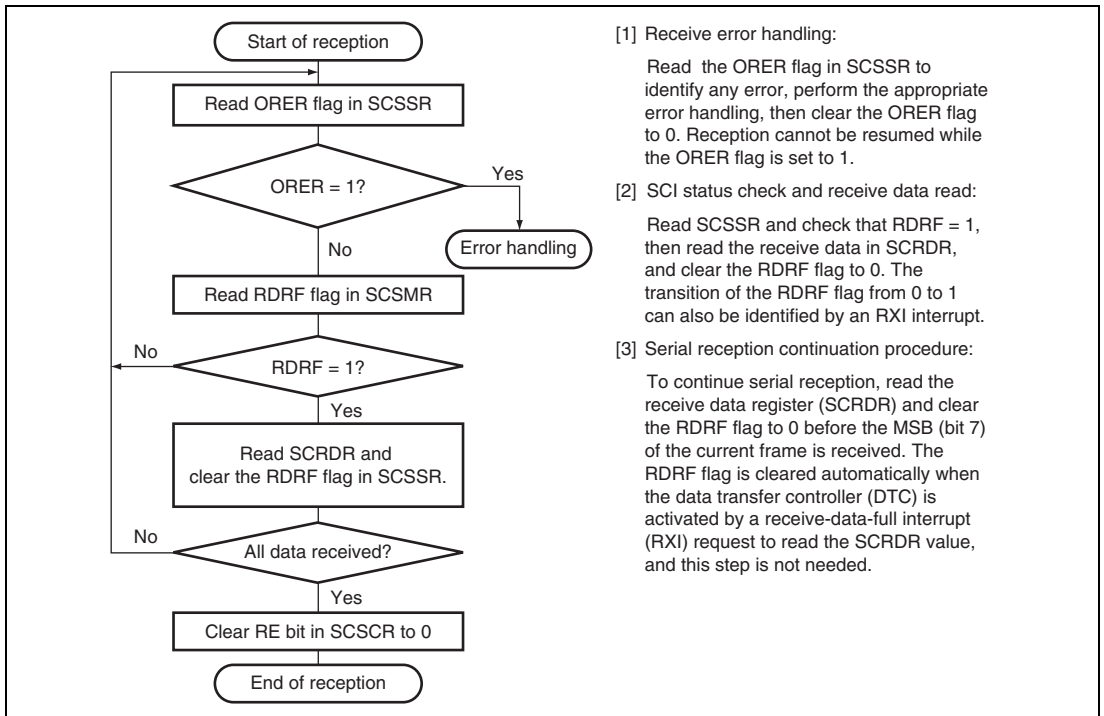 Start of reception
Read ORER flag in SCSSR
ORER = 1?
Yes
Error handling
No
Read RDRF flag in SCSMR
No
RDRF = 1?
Yes
Read SCRDR and
clear the RDRF flag in SCSSR.
No
All data received?
Yes
Clear RE bit in SCSCR to 0
End of reception
[1] Receive error handling:
Read the ORER flag in SCSSR to
identify any error, perform the appropriate
error handling, then clear the ORER flag
to 0. Reception cannot be resumed while
the ORER flag is set to 1.
[2] SCI status check and receive data read:
Read SCSSR and check that RDRF = 1,
then read the receive data in SCRDR,
and clear the RDRF flag to 0. The
transition of the RDRF flag from 0 to 1
can also be identified by an RXI interrupt.
[3] Serial reception continuation procedure:
To continue serial reception, read the
receive data register (SCRDR) and clear
the RDRF flag to 0 before the MSB (bit 7)
of the current frame is received. The
RDRF flag is cleared automatically when
the data transfer controller (DTC) is
activated by a receive-data-full interrupt
(RXI) request to read the SCRDR value,
and this step is not needed.